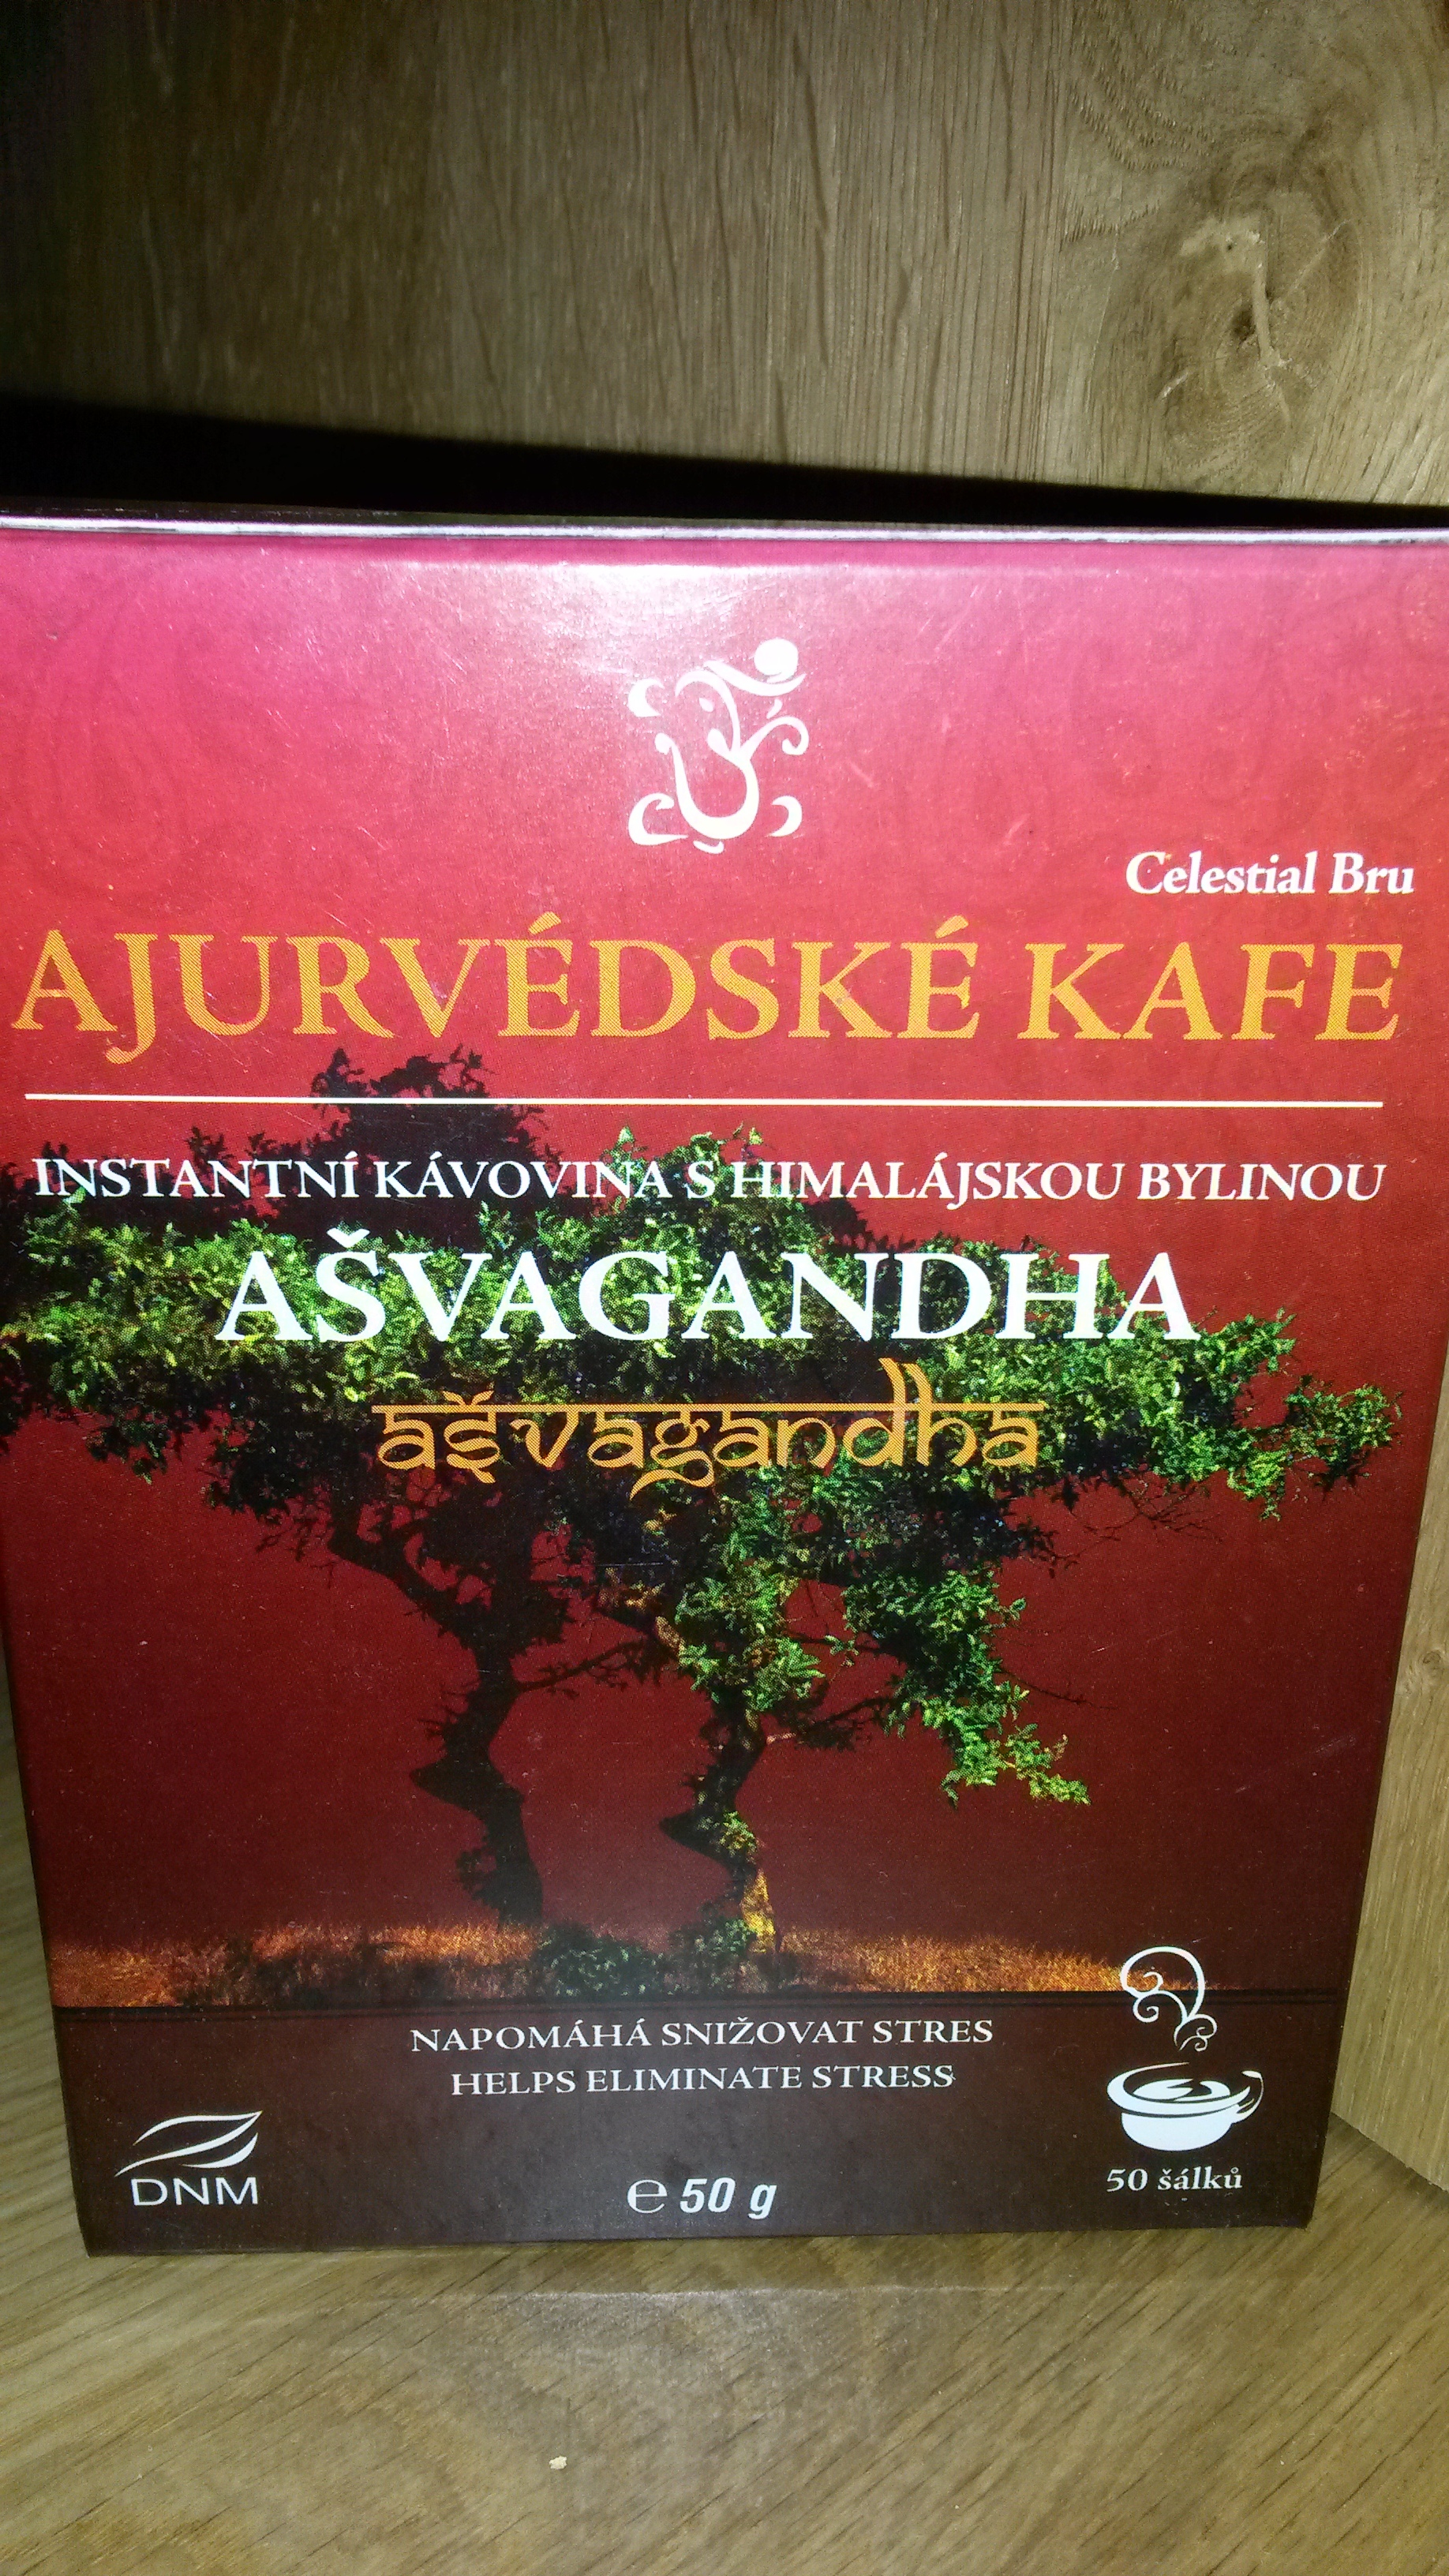 Celestial Bru
AJURVÉDSKÉ KAFE
INSTANTNÍ KÁVOVINA S HIMALÁJSKOU BYLINOU
AŠVAGANDHA
ašvagandha
NAPOMÁHÁ SNIŽOVAT STRES
HELPS ELIMINATE STRESS
DNM
℮ 50 g
50 šálků